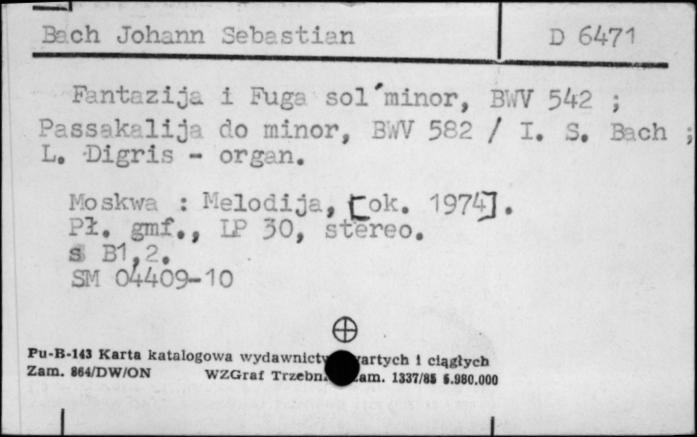 Bach Johann Sebastian D 6471
Fantazija i Fuga sol'minor, BWV 542 ;
Passakalija do minor, BWV 582 / I. S. Bach ;
L. Digris - organ.
Moskwa : Melodija, [ok. 1974].
Pł. gmf., LP 30, stereo.
s B1,2.
SM 04409-10
Pu-B-143 Karta katalogowa wydawnictw zwartych i ciągłych
Zam. 864/DW/ON WZGraf Trzebn. zam. 1337/85 5.980.000